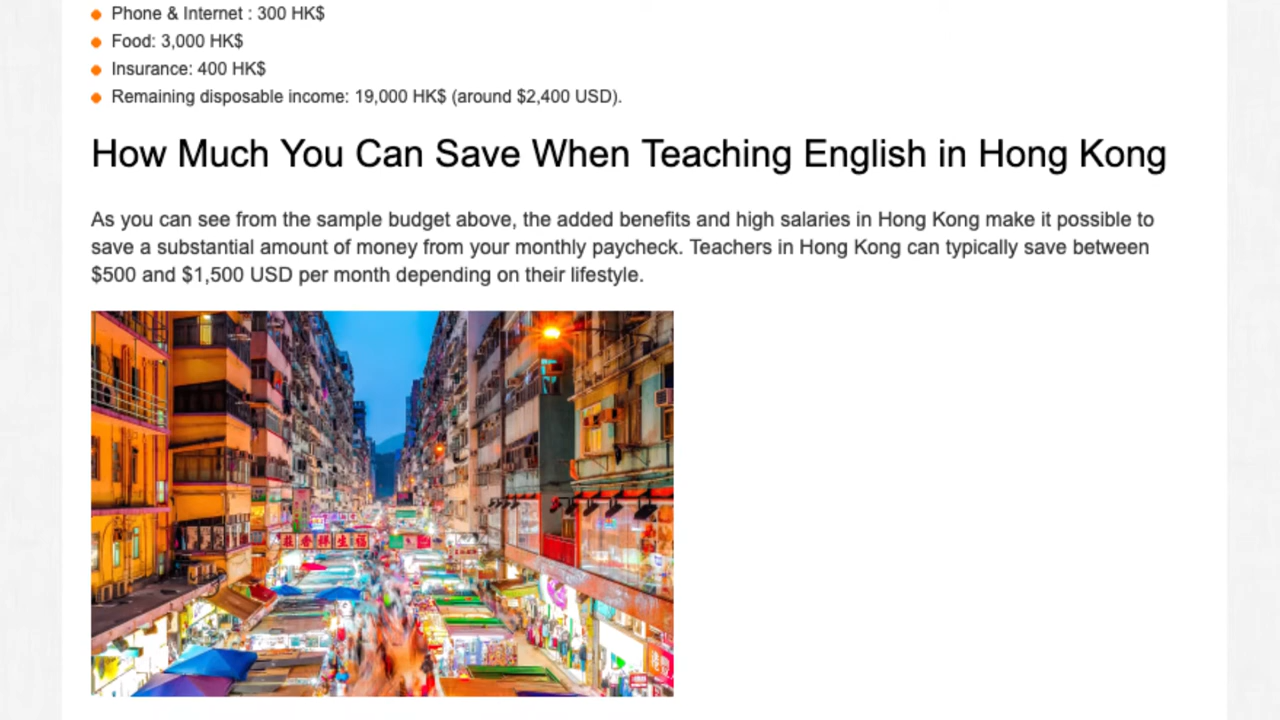 Phone & Internet : 300 HK$
Food: 3,000 HK$
Insurance: 400 HK$
Remaining disposable income: 19,000 HK$ (around $2,400 USD).
How Much You Can Save When Teaching English in Hong Kong
As you can see from the sample budget above, the added benefits and high salaries in Hong Kong make it possible to
save a substantial amount of money from your monthly paycheck. Teachers in Hong Kong can typically save between
$500 and $1,500 USD per month depending on their lifestyle.